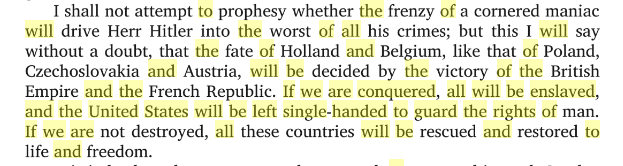 I shall not attempt to prophesy whether the frenzy of a cornered maniac
will drive Herr Hitler into the worst of all his crimes; but this I will say
without a doubt, that the fate of Holland and Belgium, like that of Poland,
Czechoslovakia and Austria, will be decided by the victory of the British
Empire and the French Republic. If we are conquered, all will be enslaved,
and the United States will be left single-handed to guard the rights of man.
If we are not destroyed, all these countries will be rescued and restored to
life and freedom.